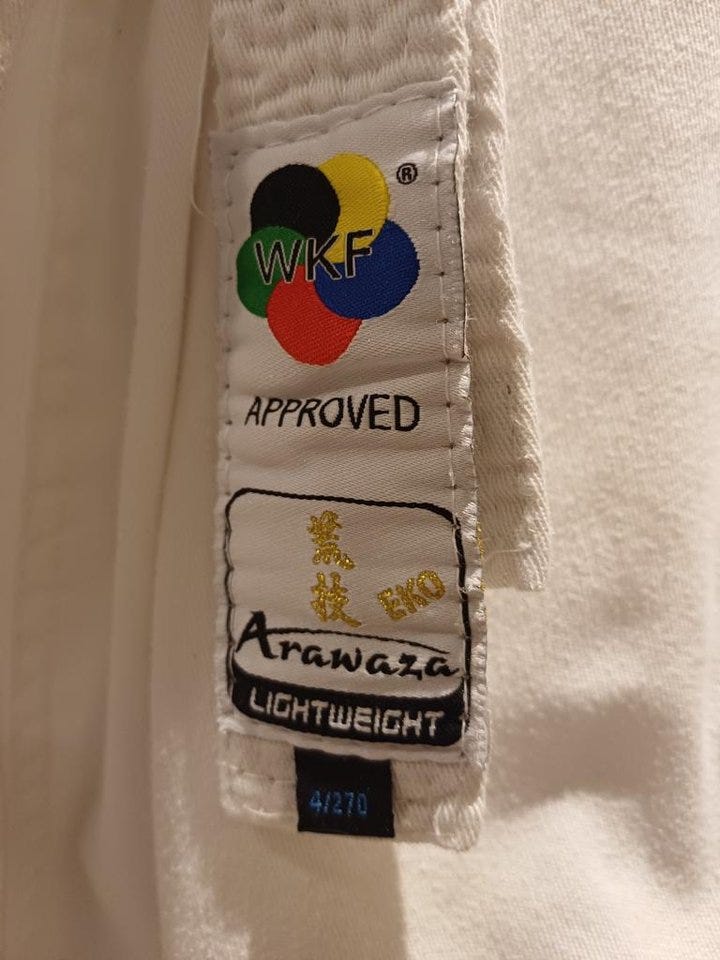 WKF ®
APPROVED
技 EKO
Arawaza
LIGHTWEIGHT
4/270